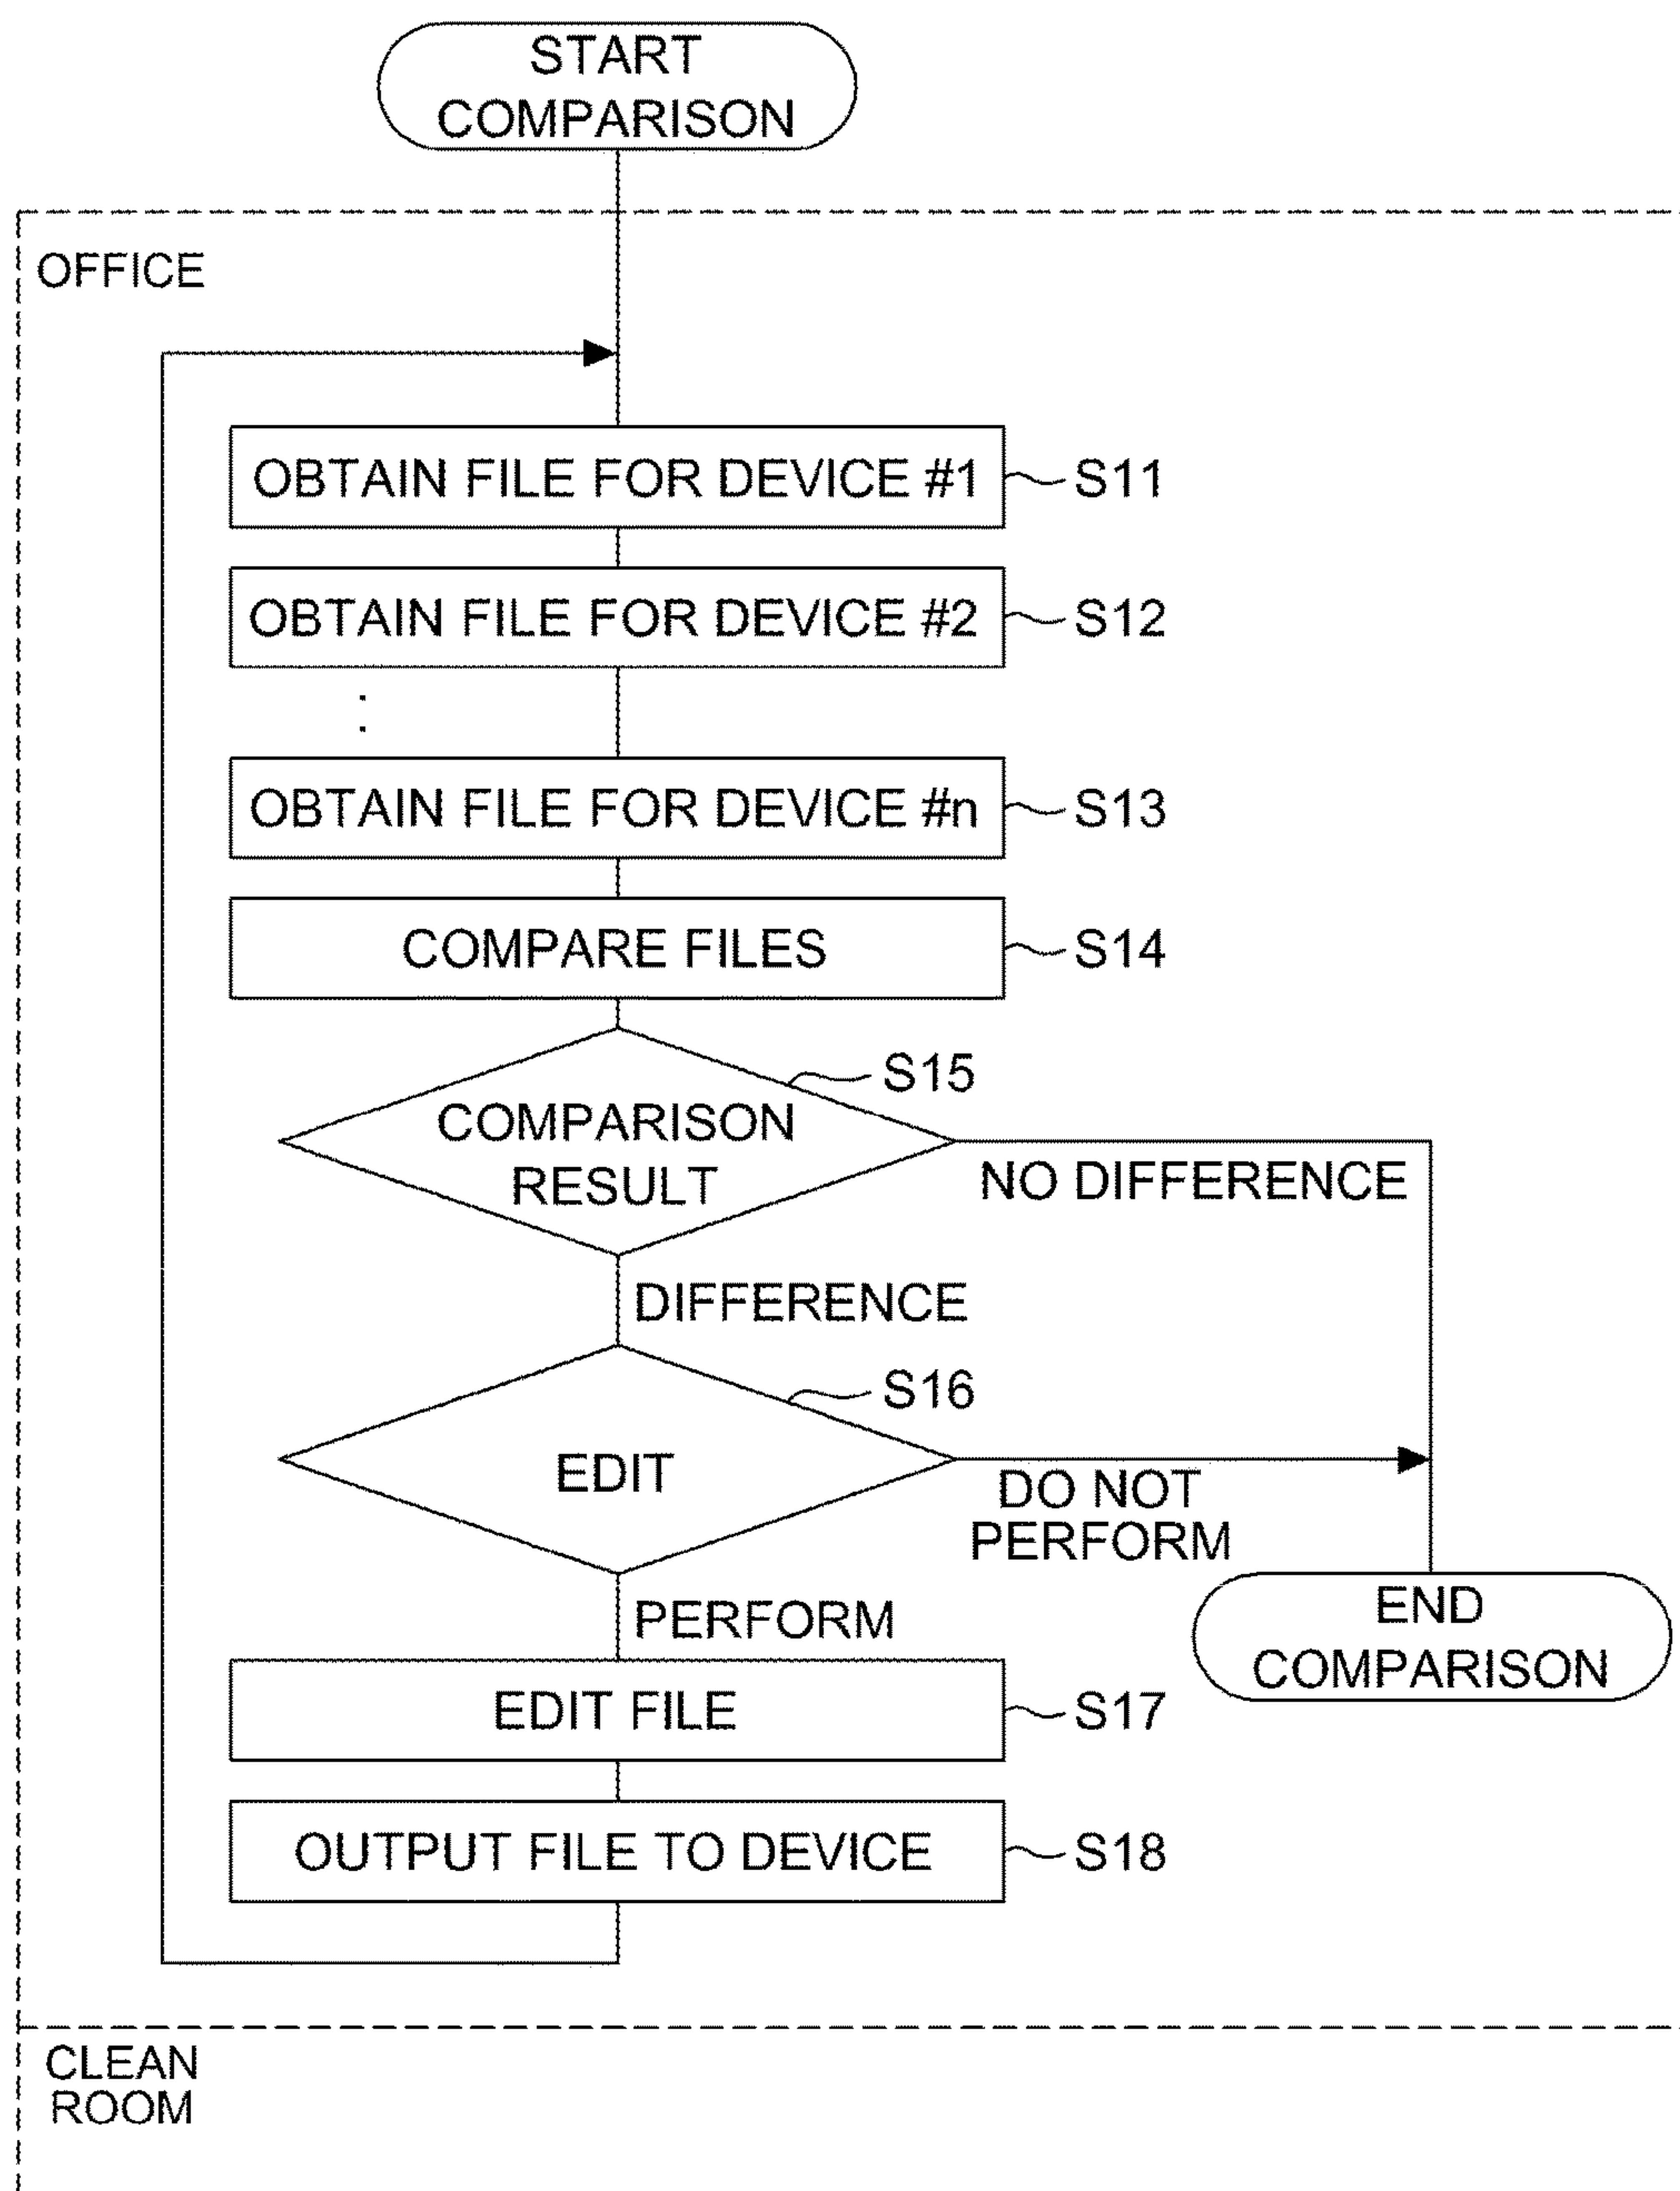 START
COMPARISON
OFFICE
OBTAIN FILE FOR DEVICE #1
S11
OBTAIN FILE FOR DEVICE #2
S12
:
OBTAIN FILE FOR DEVICE #n
S13
COMPARE FILES
S14
S15
COMPARISON
RESULT
NO DIFFERENCE
DIFFERENCE
S16
EDIT
DO NOT
PERFORM
PERFORM
END
COMPARISON
EDIT FILE
S17
OUTPUT FILE TO DEVICE
S18
CLEAN
ROOM